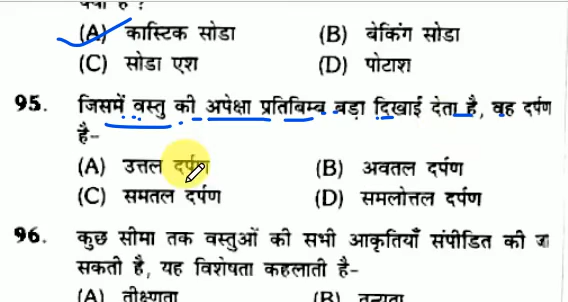 (A) कास्टिक सोडा (B) बेकिंग सोडा
(C) सोडा एश (D) पोटाश
95. जिसमें वस्तु की अपेक्षा प्रतिबिम्ब बड़ा दिखाई देता है, वह दर्पण
है-
(A) उत्तल दर्पण (B) अवतल दर्पण
(C) समतल दर्पण (D) समलोत्तल दर्पण
96. कुछ सीमा तक वस्तुओं की सभी आकृतियाँ संपीडित की जा
सकती है, यह विशेषता कहलाती है-
(A) तीक्ष्णता (B)